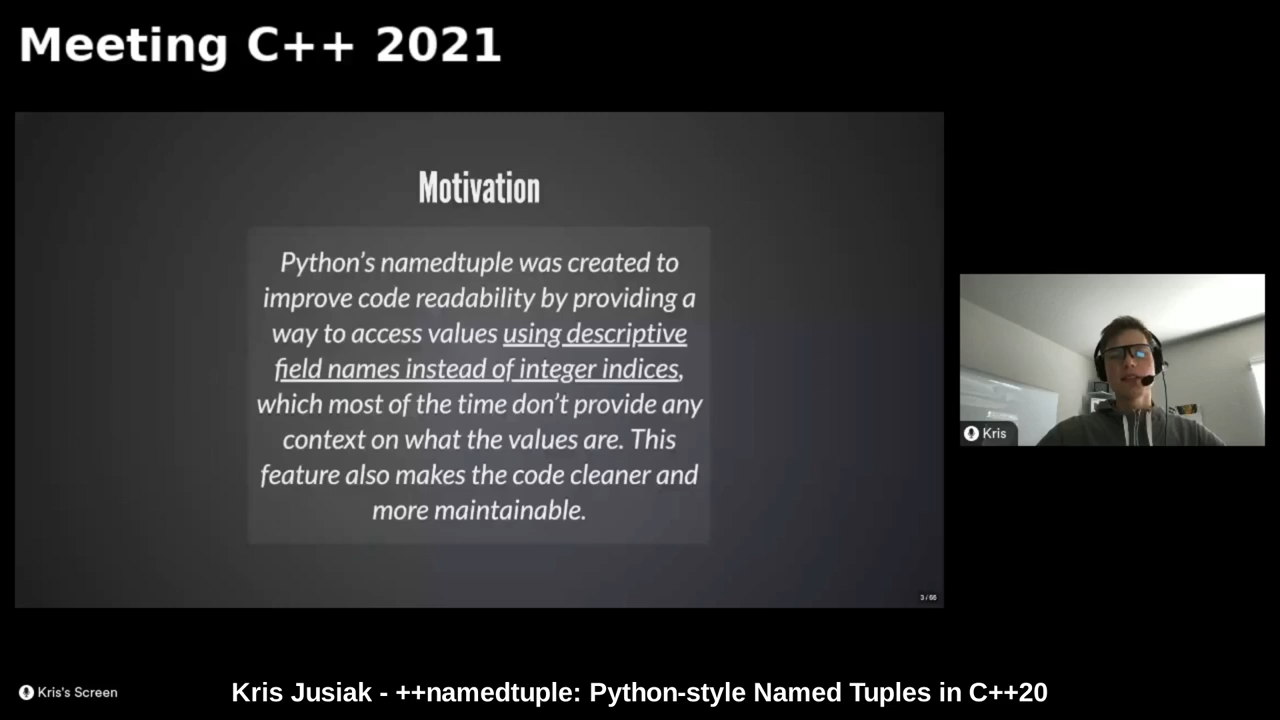 Meeting C++ 2021
Motivation
Python’s namedtuple was created to
improve code readability by providing a
way to access values using descriptive
field names instead of integer indices,
which most of the time don’t provide any
context on what the values are. This
feature also makes the code cleaner and
more maintainable.
3 / 66
Kris
Kris's Screen
Kris Jusiak - ++namedtuple: Python-style Named Tuples in C++20